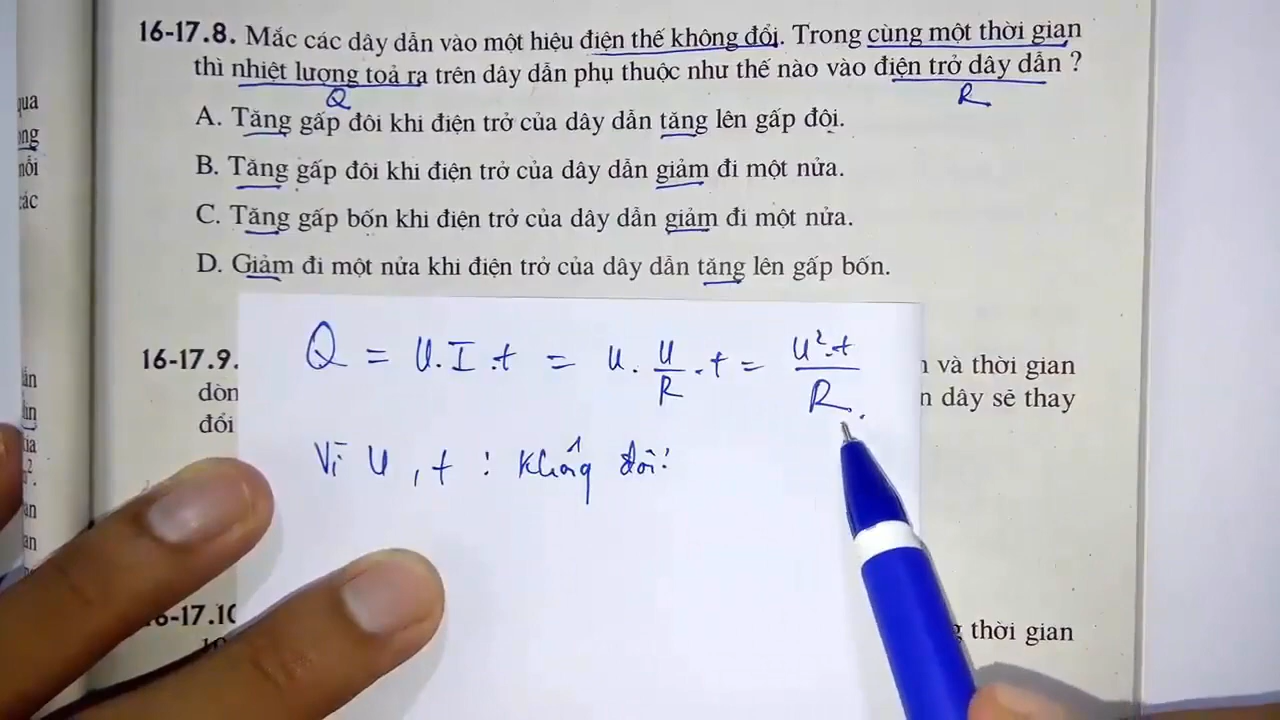 16-17.8. Mắc các dây dẫn vào một hiệu điện thế không đổi. Trong cùng một thời gian
thì nhiệt lượng toả ra trên dây dẫn phụ thuộc như thế nào vào điện trở dây dẫn ?
Q R
A. Tăng gấp đôi khi điện trở của dây dẫn tăng lên gấp đôi.
B. Tăng gấp đôi khi điện trở của dây dẫn giảm đi một nửa.
C. Tăng gấp bốn khi điện trở của dây dẫn giảm đi một nửa.
D. Giảm đi một nửa khi điện trở của dây dẫn tăng lên gấp bốn.
Q = U.I.t = U. U/R .t = U².t/R.
Vì U, t : không đổi
16-17.9. và thời gian
dòn dây sẽ thay
đổi
16-17.10 thời gian
qua